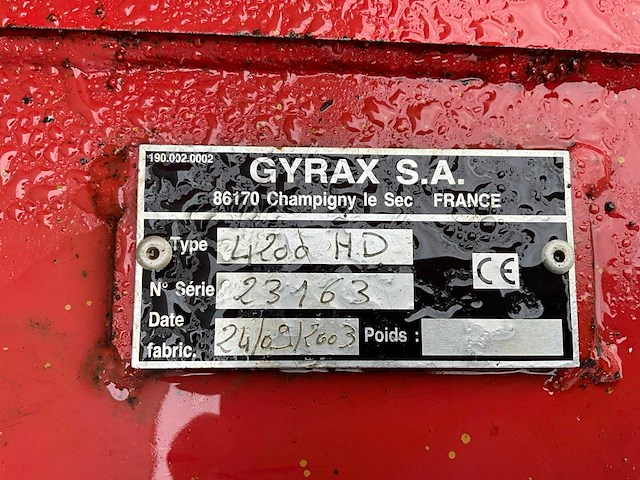 190.002.0002
GYRAX S.A.
86170 Champigny le Sec FRANCE
Type 4200 HD
N° Série 23163
CE
Date
fabric. 24/09/2003 Poids :